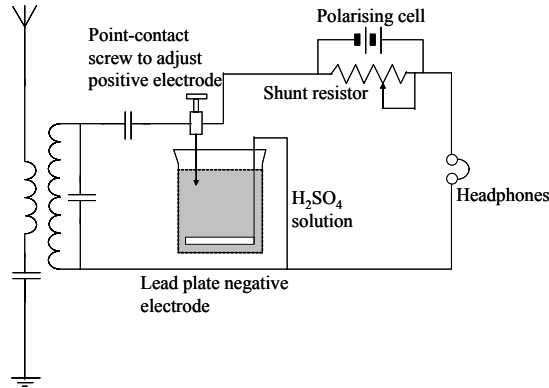 Polarising cell
Point-contact
screw to adjust
positive electrode
Shunt resistor
H₂SO₄
solution
Headphones
Lead plate negative
electrode